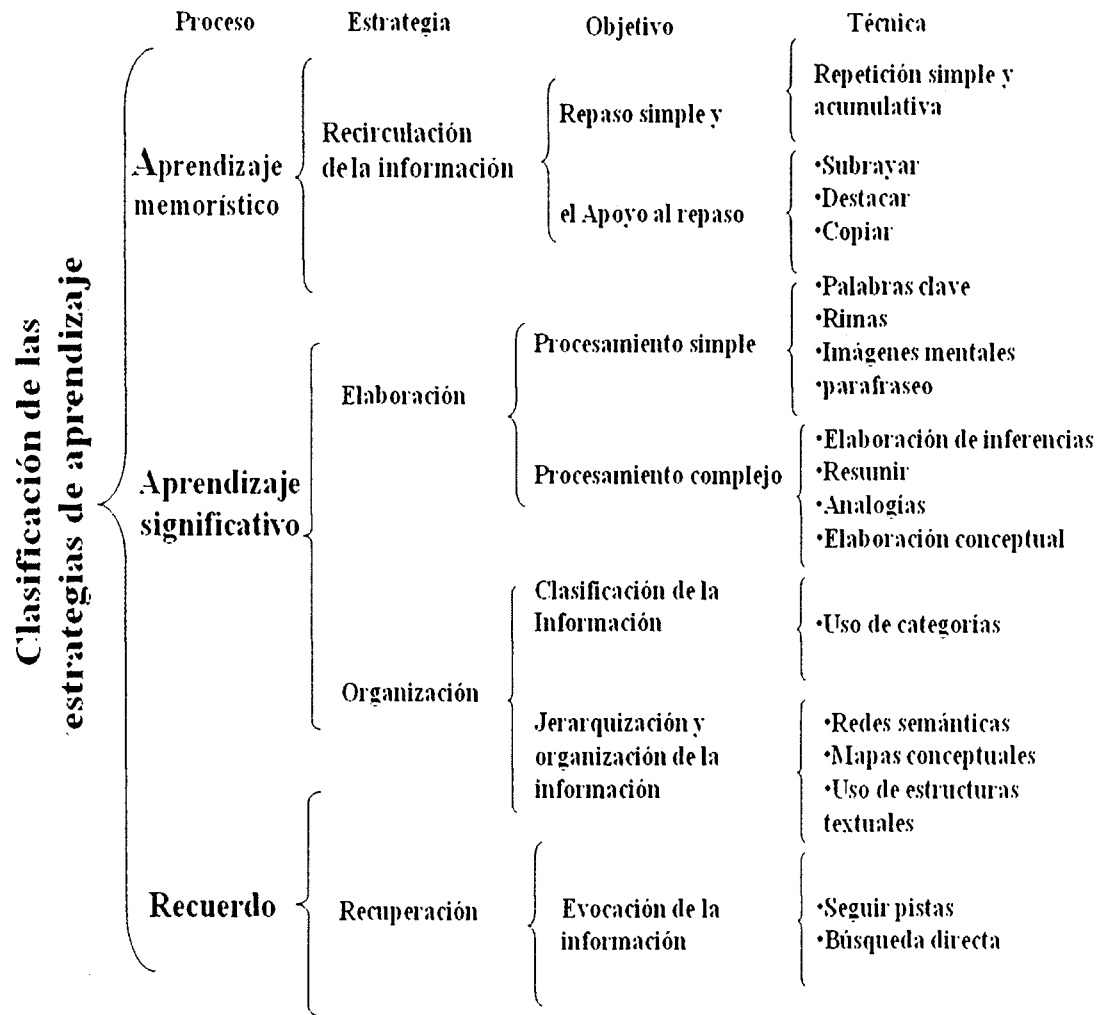 Proceso Estrategia Objetivo Técnica
Clasificación de las
estrategias de aprendizaje
Aprendizaje
memorístico
Recirculación
de la información
Repaso simple y
Repetición simple y
acumulativa
el Apoyo al repaso
•Subrayar
•Destacar
•Copiar
Aprendizaje
significativo
Elaboración
Procesamiento simple
•Palabras clave
•Rimas
•Imágenes mentales
•parafraseo
Procesamiento complejo
•Elaboración de inferencias
•Resumir
•Analogías
•Elaboración conceptual
Organización
Clasificación de la
Información
•Uso de categorías
Jerarquización y
organización de la
información
•Redes semánticas
•Mapas conceptuales
•Uso de estructuras
textuales
Recuerdo
Recuperación
Evocación de la
información
•Seguir pistas
•Búsqueda directa